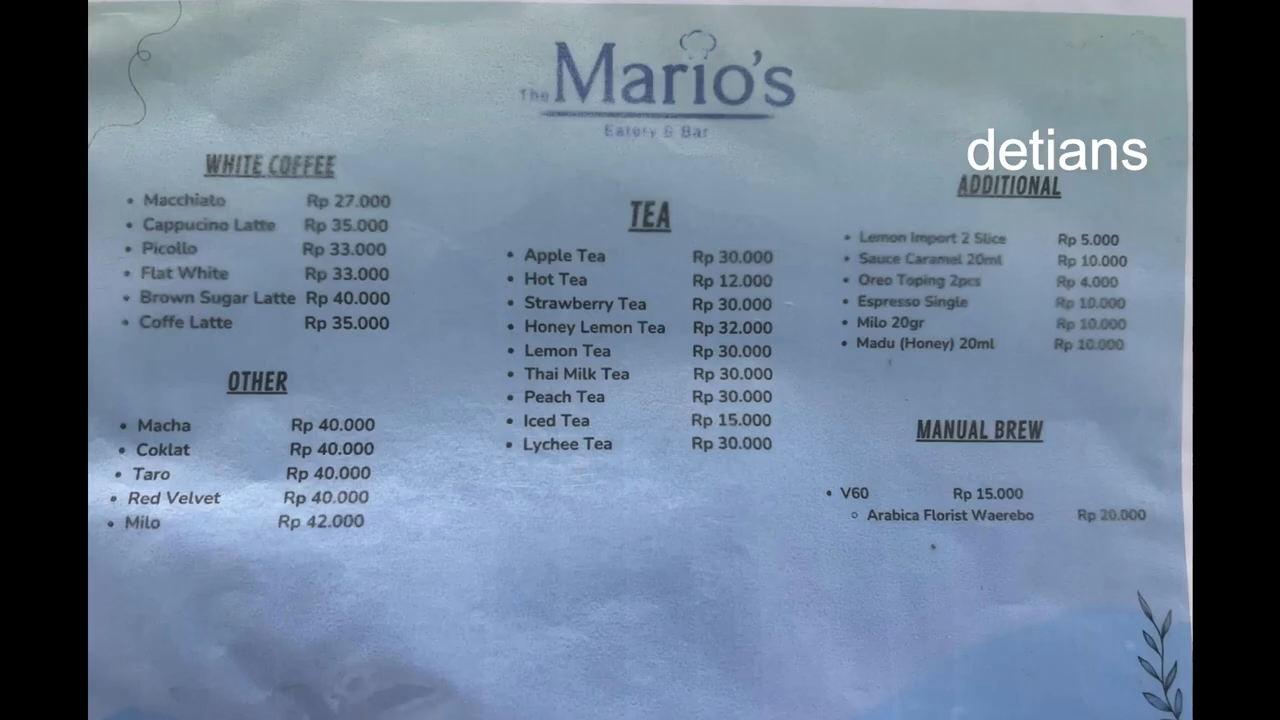 The Mario's
Eatery & Bar
detians
WHITE COFFEE
• Macchiato Rp 27.000
• Cappucino Latte Rp 35.000
• Picollo Rp 33.000
• Flat White Rp 33.000
• Brown Sugar Latte Rp 40.000
• Coffe Latte Rp 35.000
OTHER
• Macha Rp 40.000
• Coklat Rp 40.000
• Taro Rp 40.000
• Red Velvet Rp 40.000
• Milo Rp 42.000
TEA
• Apple Tea Rp 30.000
• Hot Tea Rp 12.000
• Strawberry Tea Rp 30.000
• Honey Lemon Tea Rp 32.000
• Lemon Tea Rp 30.000
• Thai Milk Tea Rp 30.000
• Peach Tea Rp 30.000
• Iced Tea Rp 15.000
• Lychee Tea Rp 30.000
ADDITIONAL
• Lemon Import 2 Slice Rp 5.000
• Sauce Caramel 20ml Rp 10.000
• Oreo Toping 2pcs Rp 4.000
• Espresso Single Rp 10.000
• Milo 20gr Rp 10.000
• Madu (Honey) 20ml Rp 10.000
MANUAL BREW
• V60 Rp 15.000
○ Arabica Florist Waerebo Rp 20.000